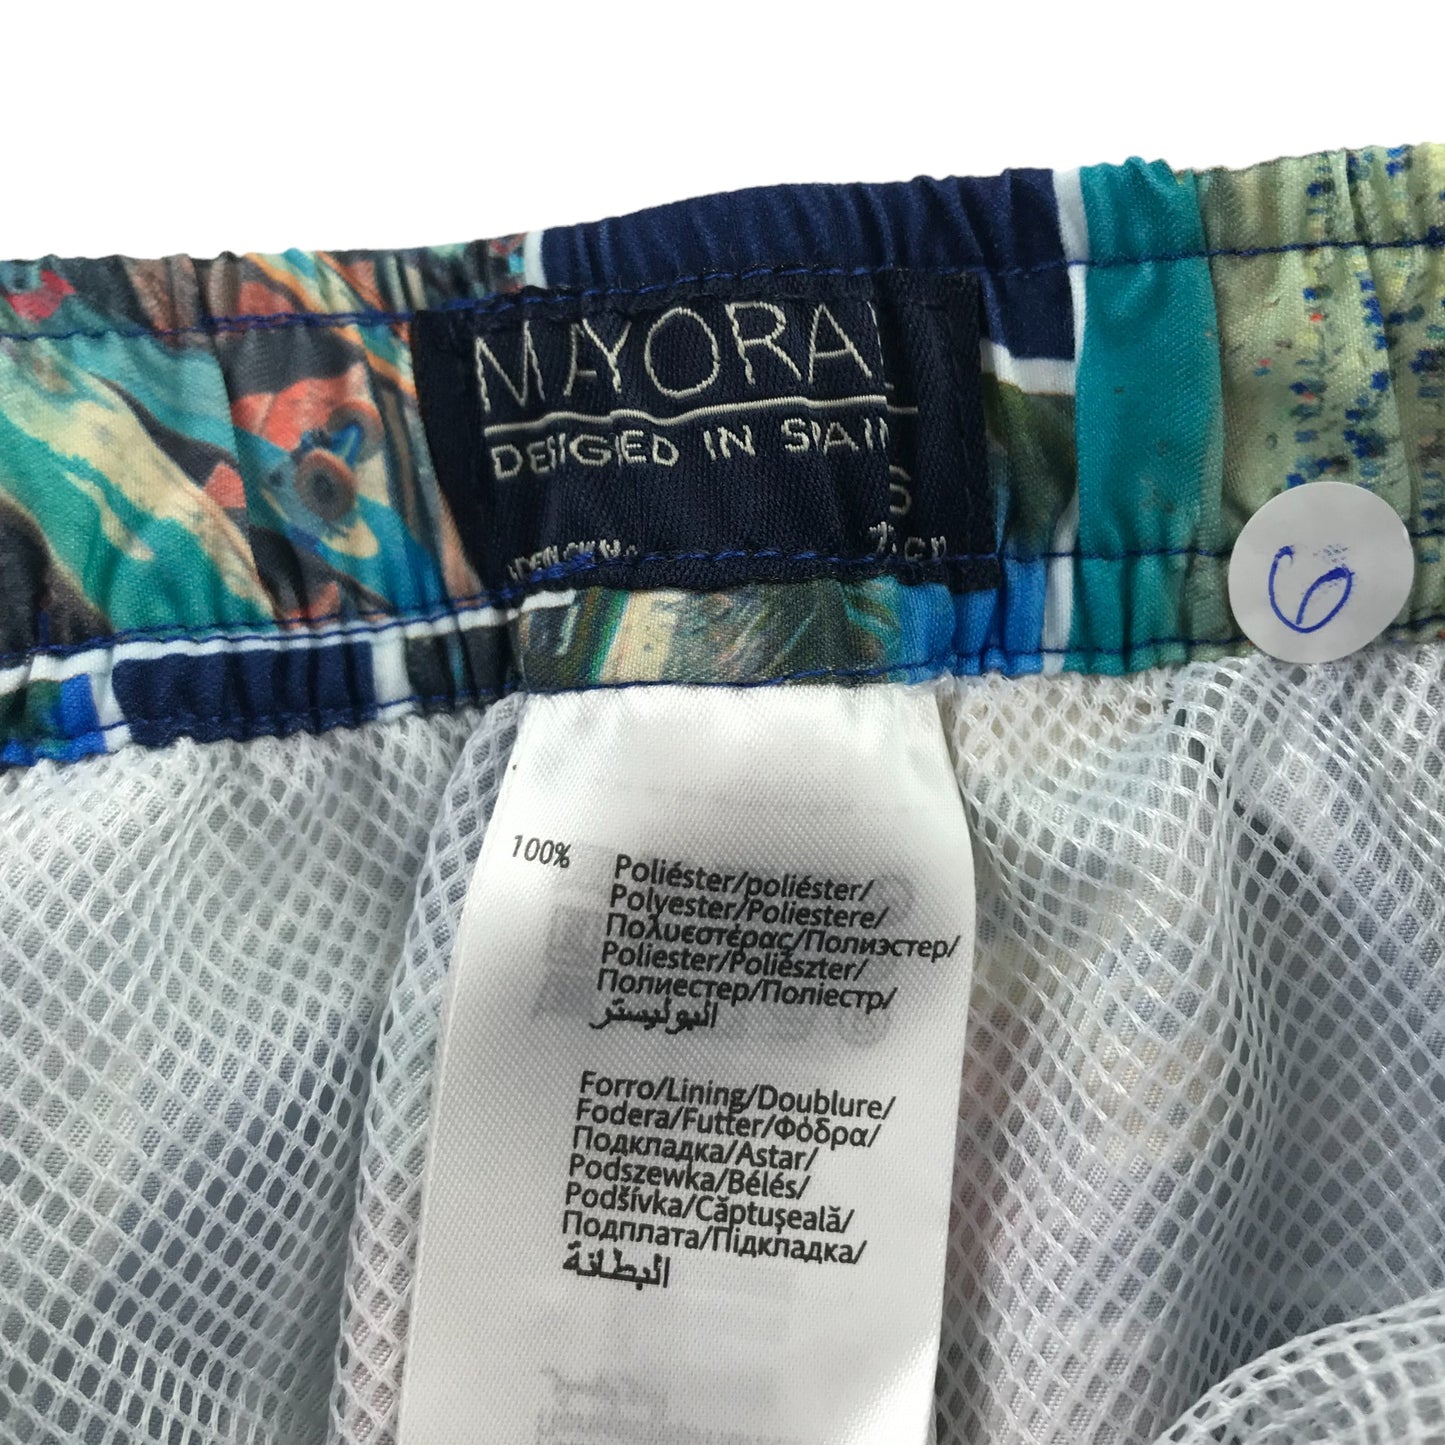 MAYORAL
DESIGNED IN SPAIN
6
100%
Poliéster/poliéster/
Polyester/Poliestere/
Πολυεστέρας/Полиэстер/
Poliester/Poliészter/
Полиестер/Поліестр/
البوليستر
Forro/Lining/Doublure/
Fodera/Futter/Φόδρα/
Подкладка/Astar/
Podszewka/Bélés/
Podšívka/Căptușeală/
Подплата/Підкладка/
البطانة